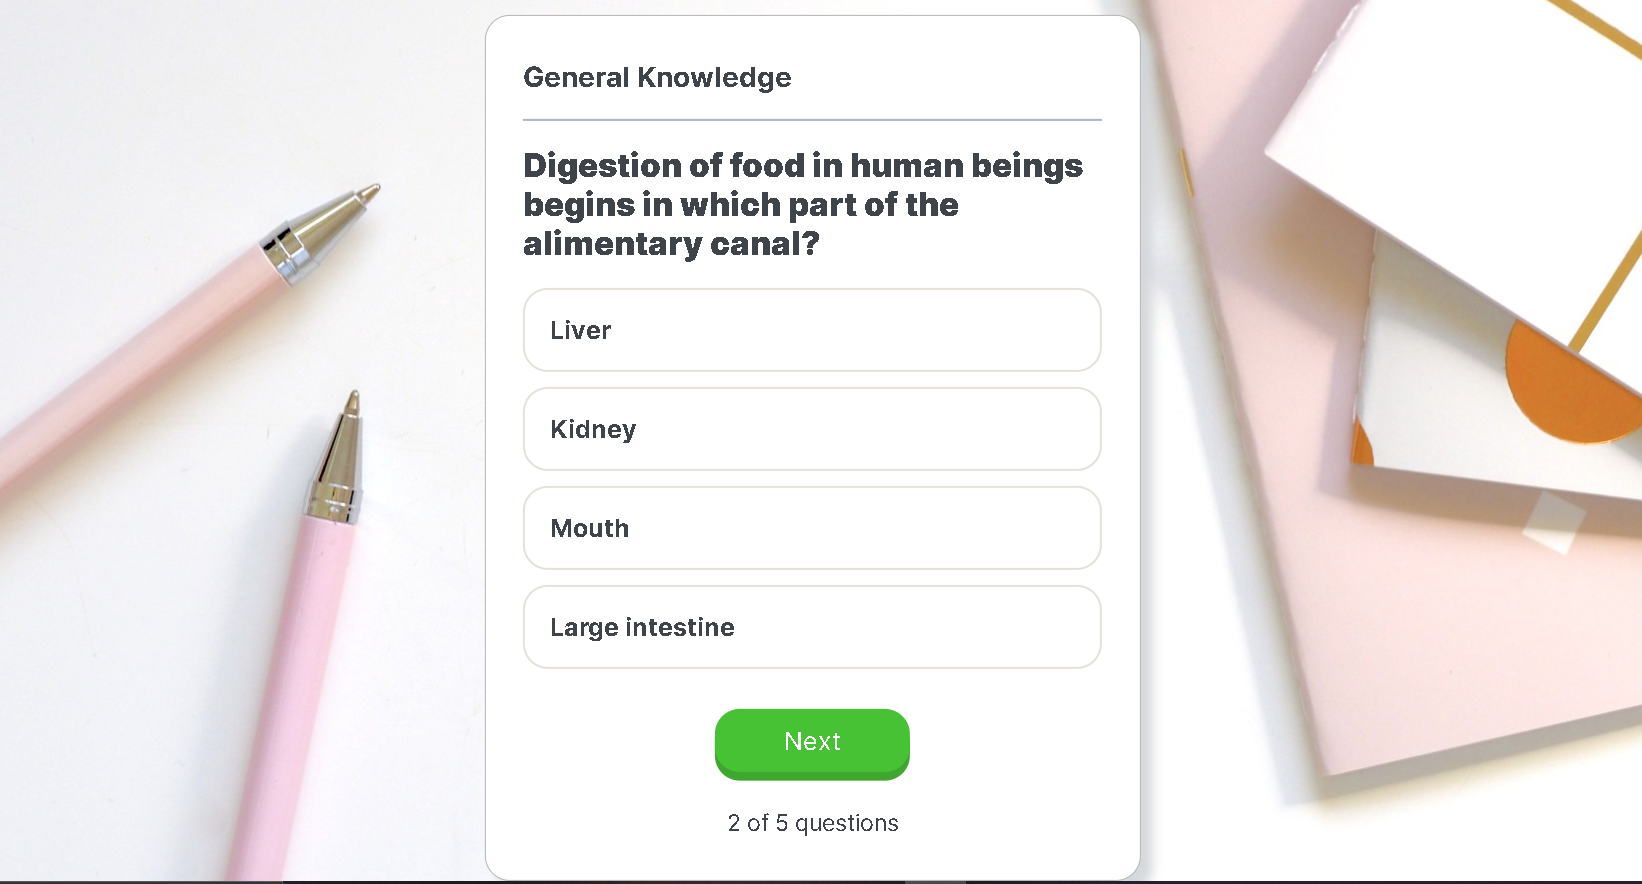 General Knowledge
Digestion of food in human beings
begins in which part of the
alimentary canal?
Liver
Kidney
Mouth
Large intestine
Next
2 of 5 questions